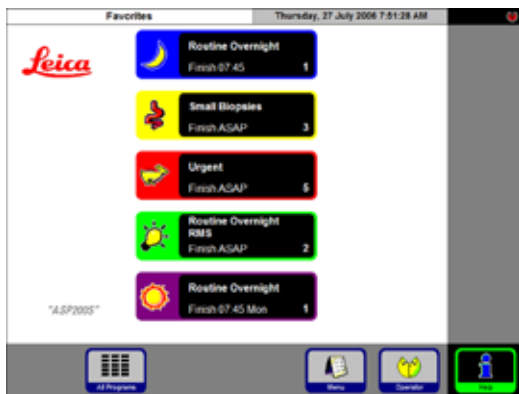 Favorites
Thursday, 27 July 2006 7:51:28 AM
Leica
Routine Overnight
Finish 07:45 1
Small Biopsies
Finish ASAP 3
Urgent
Finish ASAP 5
Routine Overnight
RMS
Finish ASAP 2
Routine Overnight
Finish 07:45 Mon 1
"ASP200S"
All Programs
Menu
Operator
Help